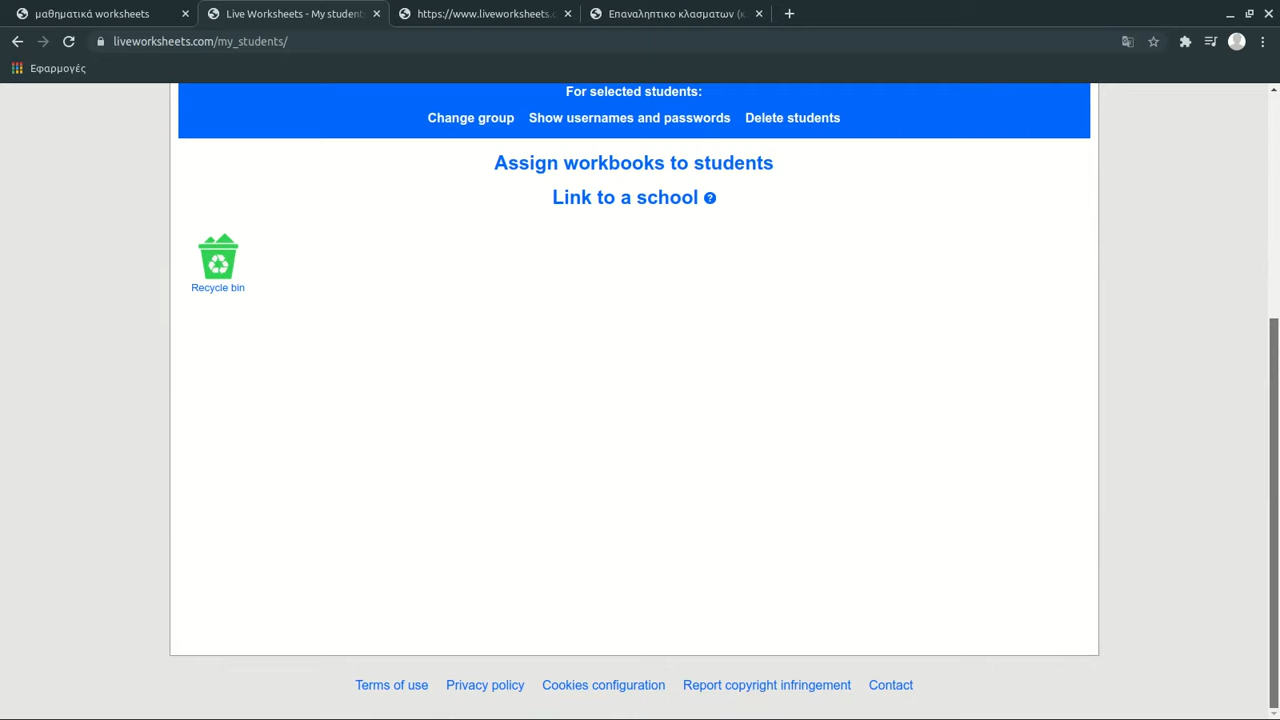 μαθηματικά worksheets
Live Worksheets - My student
https://www.liveworksheets.c
Επαναληπτικο κλασματων (κ
liveworksheets.com/my_students/
Εφαρμογές
For selected students:
Change group Show usernames and passwords Delete students
Assign workbooks to students
Link to a school ?
Recycle bin
Terms of use Privacy policy Cookies configuration Report copyright infringement Contact